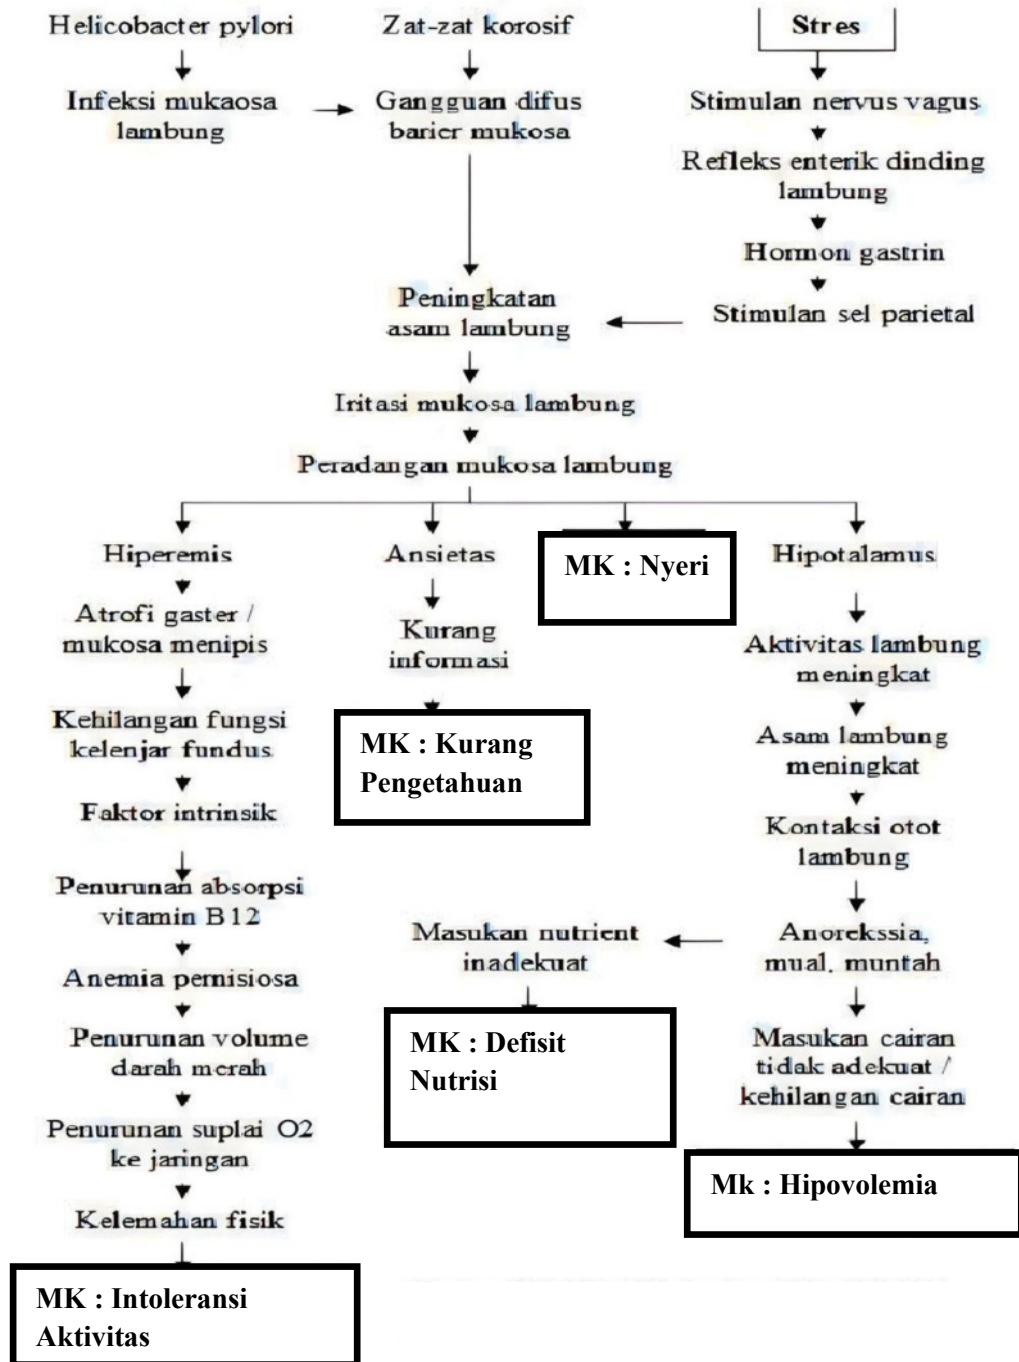 Helicobacter pylori
Zat-zat korosif
Stres
Infeksi mukaosa
lambung
Gangguan difus
barier mukosa
Stimulan nervus vagus
Refleks enterik dinding
lambung
Hormon gastrin
Stimulan sel parietal
Peningkatan
asam lambung
Iritasi mukosa lambung
Peradangan mukosa lambung
Hiperemis
Atrofi gaster /
mukosa menipis
Kehilangan fungsi
kelenjar fundus
Faktor intrinsik
Penurunan absorpsi
vitamin B12
Anemia pernisiosa
Penurunan volume
darah merah
Penurunan suplai O2
ke jaringan
Kelemahan fisik
MK : Intoleransi
Aktivitas
Ansietas
Kurang
informasi
MK : Kurang
Pengetahuan
MK : Nyeri
Hipotalamus
Aktivitas lambung
meningkat
Asam lambung
meningkat
Kontaksi otot
lambung
Anorekssia,
mual, muntah
Masukan nutrient
inadekuat
MK : Defisit
Nutrisi
Masukan cairan
tidak adekuat /
kehilangan cairan
Mk : Hipovolemia